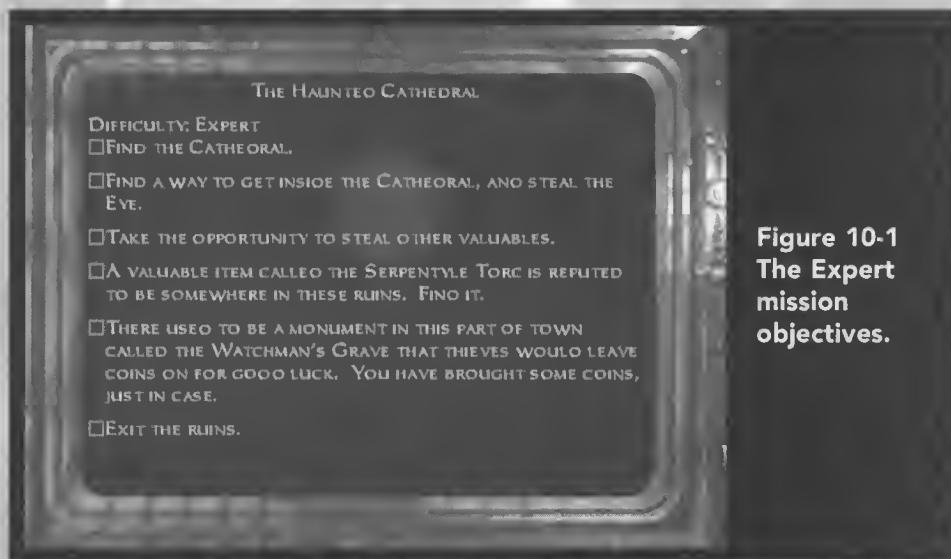 THE HAUNTED CATHEDRAL
DIFFICULTY: EXPERT
FIND THE CATHEDRAL.
FIND A WAY TO GET INSIDE THE CATHEDRAL, AND STEAL THE
EYE.
TAKE THE OPPORTUNITY TO STEAL OTHER VALUABLES.
A VALUABLE ITEM CALLED THE SERPENTYLE TORC IS REPUTED
TO BE SOMEWHERE IN THESE RUINS. FIND IT.
THERE USED TO BE A MONUMENT IN THIS PART OF TOWN
CALLED THE WATCHMAN'S GRAVE THAT THIEVES WOULD LEAVE
COINS ON FOR GOOD LUCK. YOU HAVE BROUGHT SOME COINS,
JUST IN CASE.
EXIT THE RUINS.
Figure 10-1
The Expert
mission
objectives.